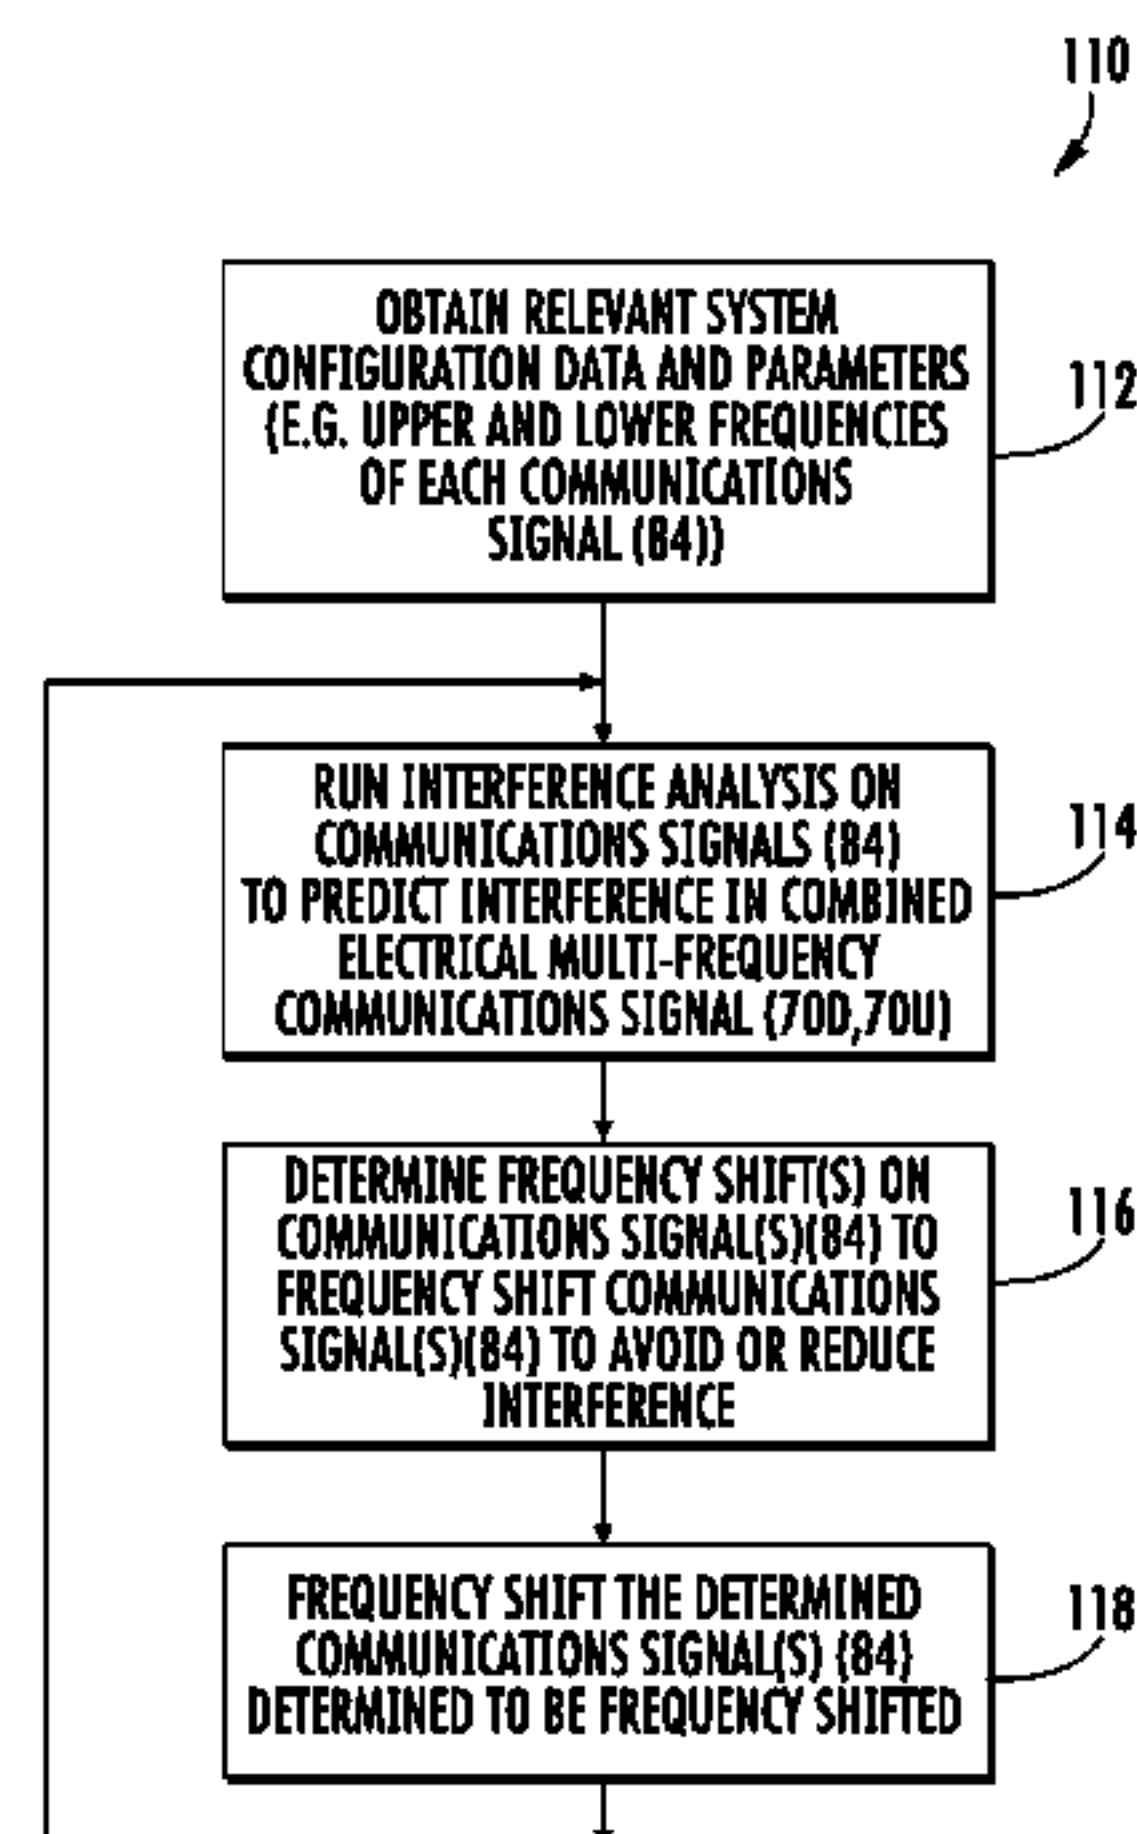 110
OBTAIN RELEVANT SYSTEM
CONFIGURATION DATA AND PARAMETERS
(E.G. UPPER AND LOWER FREQUENCIES
OF EACH COMMUNICATIONS
SIGNAL (84))
112
RUN INTERFERENCE ANALYSIS ON
COMMUNICATIONS SIGNALS (84)
TO PREDICT INTERFERENCE IN COMBINED
ELECTRICAL MULTI-FREQUENCY
COMMUNICATIONS SIGNAL (70D,70U)
114
DETERMINE FREQUENCY SHIFT(S) ON
COMMUNICATIONS SIGNAL(S)(84) TO
FREQUENCY SHIFT COMMUNICATIONS
SIGNAL(S)(84) TO AVOID OR REDUCE
INTERFERENCE
116
FREQUENCY SHIFT THE DETERMINED
COMMUNICATIONS SIGNAL(S) (84)
DETERMINED TO BE FREQUENCY SHIFTED
118